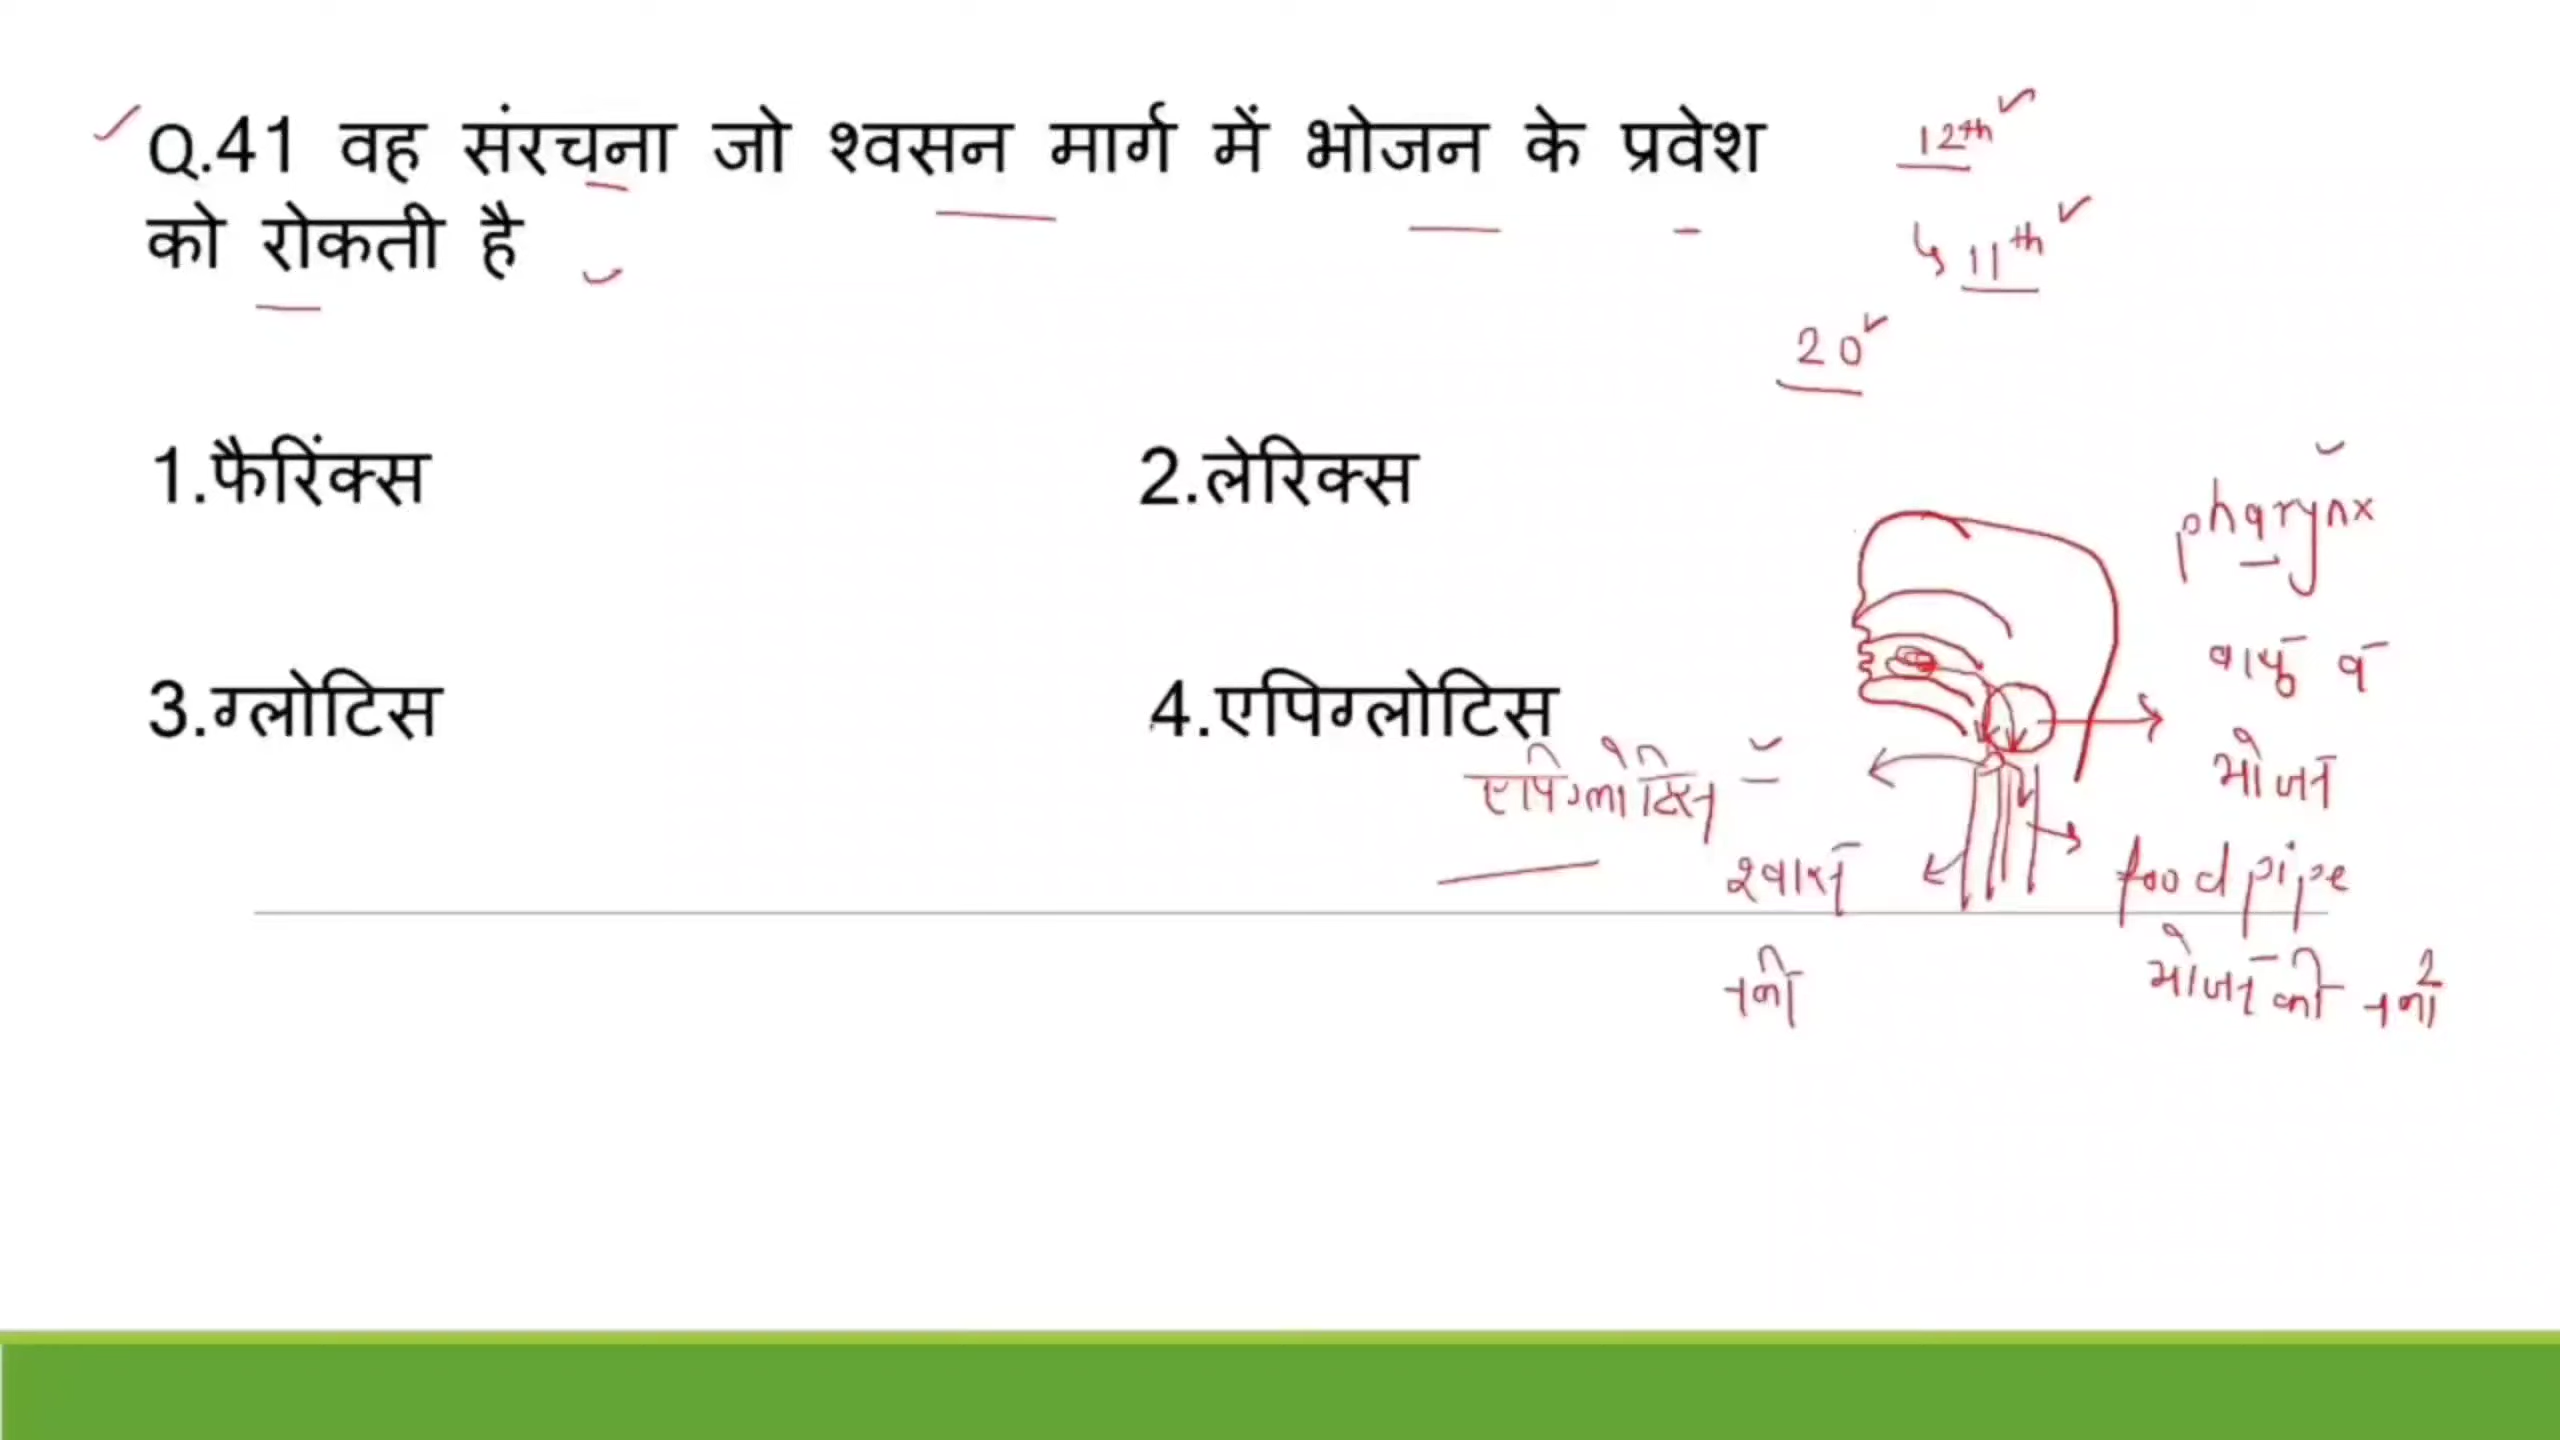 Q.41 वह संरचना जो श्वसन मार्ग में भोजन के प्रवेश
को रोकती है
12th
11th
20
1.फैरिंक्स
2.लेरिक्स
3.ग्लोटिस
4.एपिग्लोटिस
pharynx
वायु व
भोजन
एपिग्लोटिस
श्वास
नली
food pipe
भोजन की नली